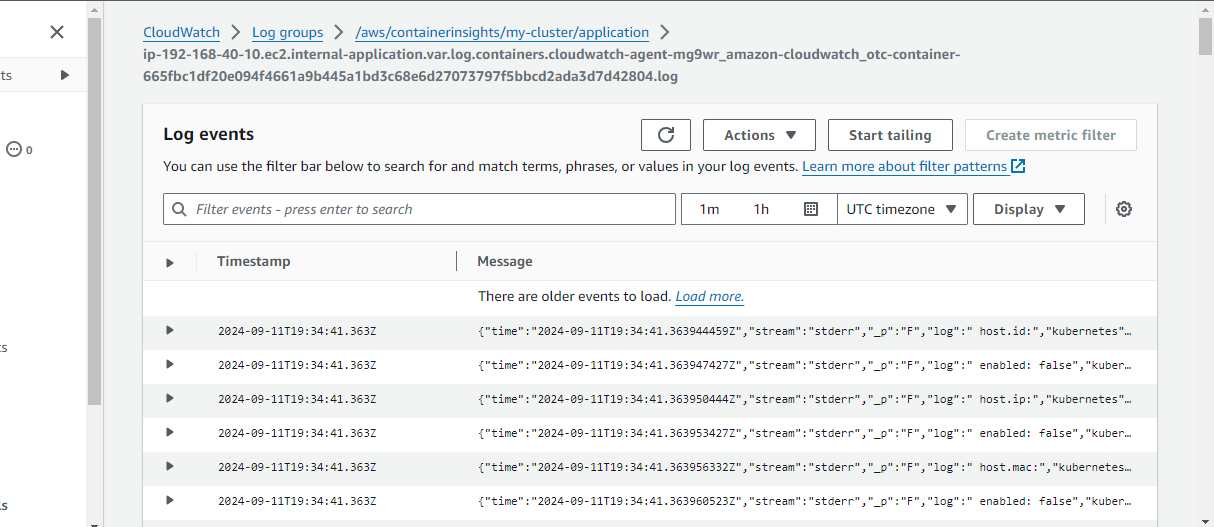 CloudWatch
Log groups
/aws/containerinsights/my-cluster/application
ip-192-168-40-10.ec2.internal-application.var.log.containers.cloudwatch-agent-mg9wr_amazon-cloudwatch_otc-container-
665fbc1df20e094f4661a9b445a1bd3c68e6d27073797f5bbcd2ada3d7d42804.log
ts
0
ts
ls
Log events
Actions
Start tailing
Create metric filter
You can use the filter bar below to search for and match terms, phrases, or values in your log events. Learn more about filter patterns
Filter events - press enter to search
1m
1h
UTC timezone
Display
Timestamp
Message
There are older events to load. Load more.
2024-09-11T19:34:41.363Z {"time":"2024-09-11T19:34:41.363944459Z","stream":"stderr","_p":"F","log":" host.id:","kubernetes"…
2024-09-11T19:34:41.363Z {"time":"2024-09-11T19:34:41.363947427Z","stream":"stderr","_p":"F","log":" enabled: false","kuber…
2024-09-11T19:34:41.363Z {"time":"2024-09-11T19:34:41.363950444Z","stream":"stderr","_p":"F","log":" host.ip:","kubernetes"…
2024-09-11T19:34:41.363Z {"time":"2024-09-11T19:34:41.363953427Z","stream":"stderr","_p":"F","log":" enabled: false","kuber…
2024-09-11T19:34:41.363Z {"time":"2024-09-11T19:34:41.363956332Z","stream":"stderr","_p":"F","log":" host.mac:","kubernetes…
2024-09-11T19:34:41.363Z {"time":"2024-09-11T19:34:41.363960523Z","stream":"stderr","_p":"F","log":" enabled: false","kuber…